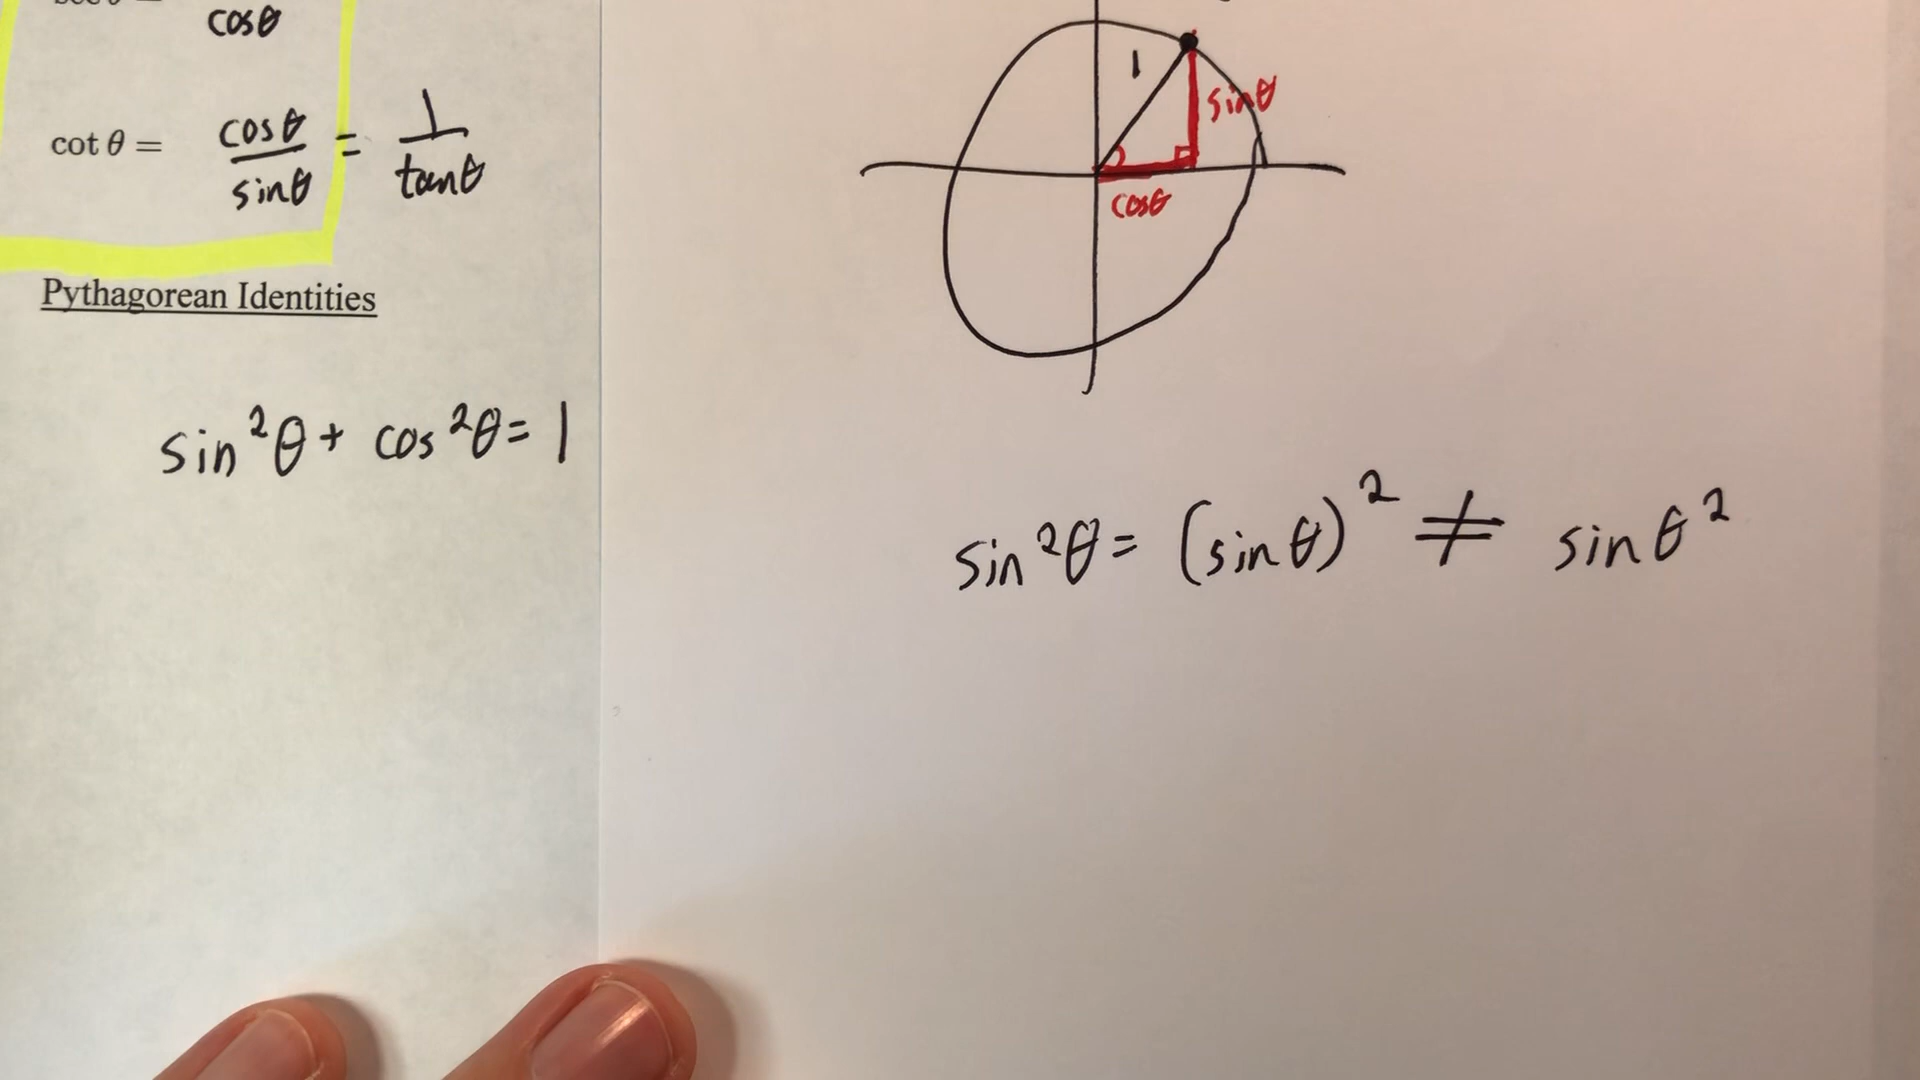 cosθ
cot θ = cosθ/sinθ = 1/tanθ
Pythagorean Identities
sin²θ + cos²θ = 1
1
sinθ
cosθ
sin²θ = (sinθ)² ≠ sinθ²